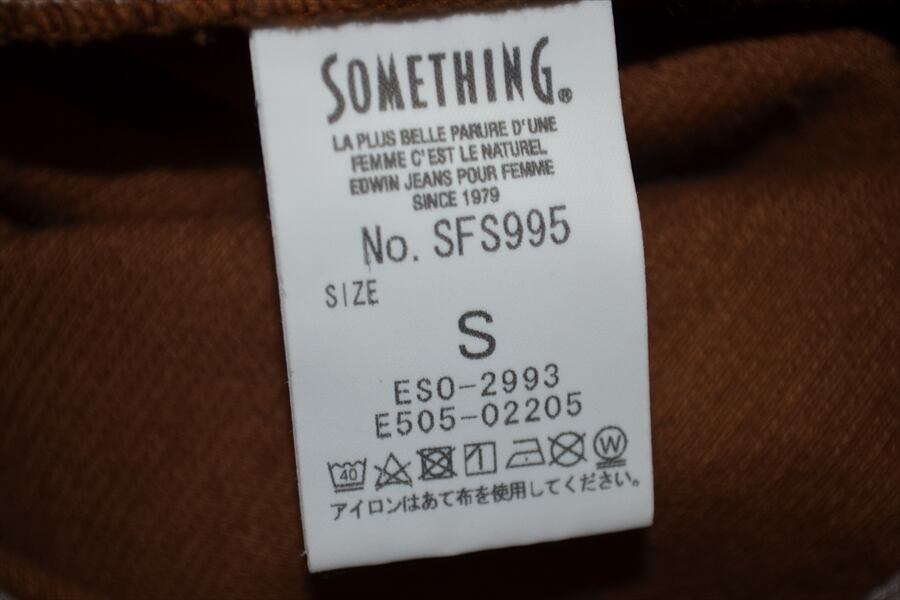 SOMETHING®
LA PLUS BELLE PARURE D'UNE
FEMME C'EST LE NATUREL
EDWIN JEANS POUR FEMME
SINCE 1979
No. SFS995
SIZE
S
ESO-2993
E505-02205
40 W
アイロンはあて布を使用してください。